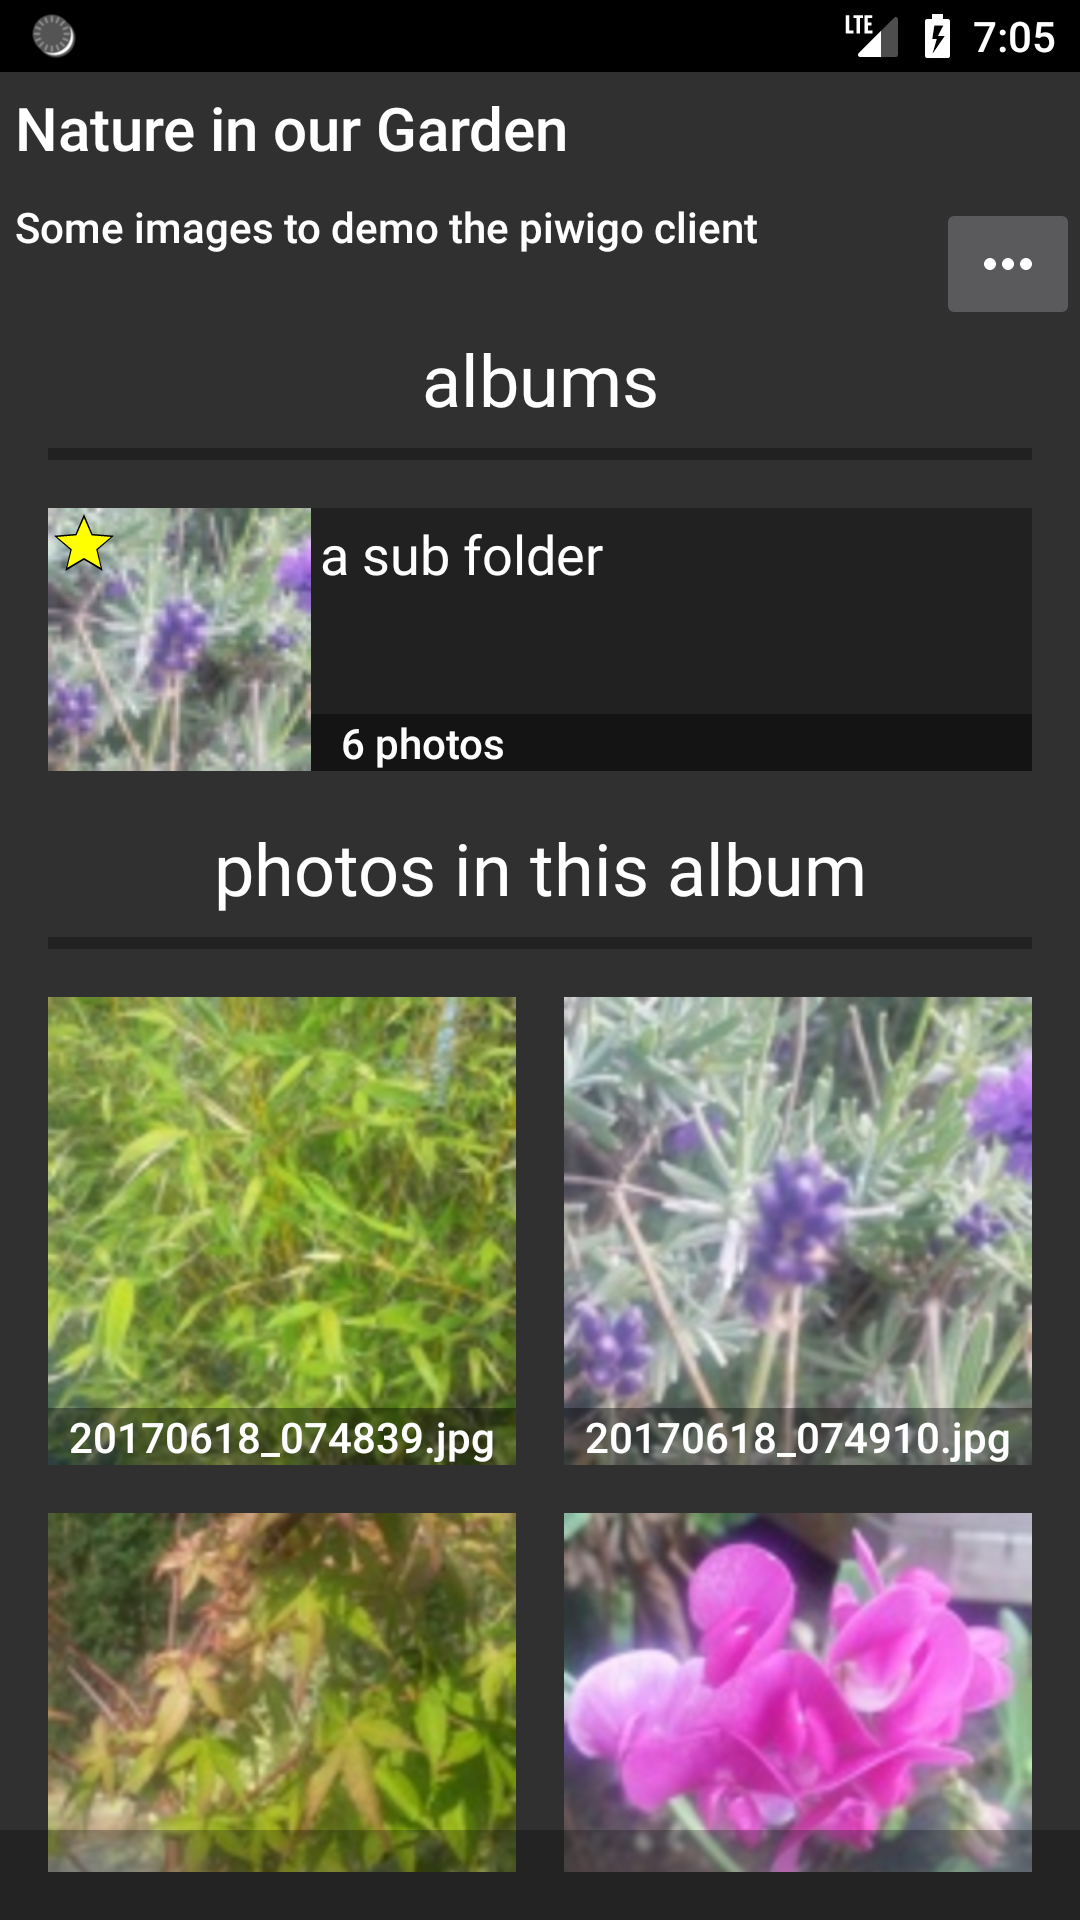 LTE 7:05
Nature in our Garden
Some images to demo the piwigo client
albums
a sub folder
6 photos
photos in this album
20170618_074839.jpg
20170618_074910.jpg